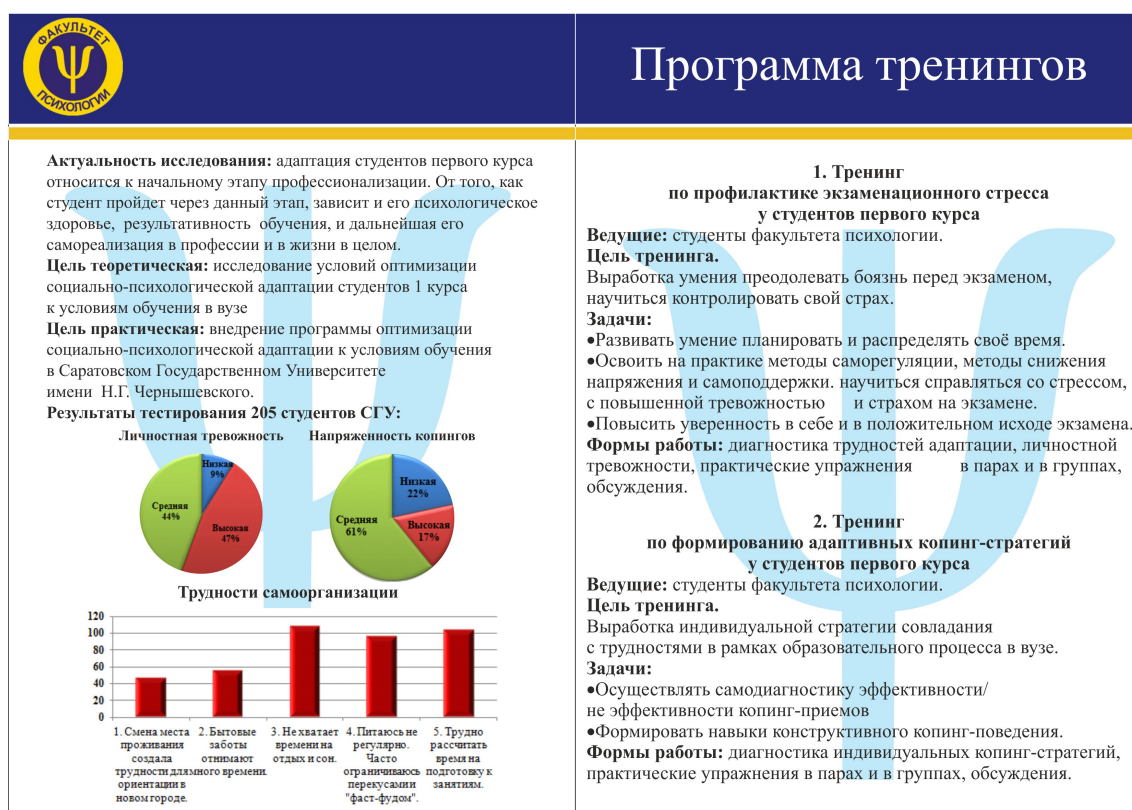 ФАКУЛЬТЕТ
ПСИХОЛОГИИ
Актуальность исследования: адаптация студентов первого курса
относится к начальному этапу профессионализации. От того, как
студент пройдет через данный этап, зависит и его психологическое
здоровье, результативность обучения, и дальнейшая его
самореализация в профессии и в жизни в целом.
Цель теоретическая: исследование условий оптимизации
социально-психологической адаптации студентов 1 курса
к условиям обучения в вузе
Цель практическая: внедрение программы оптимизации
социально-психологической адаптации к условиям обучения
в Саратовском Государственном Университете
имени Н.Г. Чернышевского.
Результаты тестирования 205 студентов СГУ:
Личностная тревожность
Низкая
9%
Средняя
44%
Высокая
47%
Напряженность копингов
Низкая
22%
Средняя
61%
Высокая
17%
Трудности самоорганизации
120
100
80
60
40
20
0
1. Смена места
проживания
создала
трудности для
ориентации в
новом городе.
2. Бытовые
заботы
отнимают
много времени.
3. Не хватает
времени на
отдых и сон.
4. Питаюсь не
регулярно.
Часто
ограничиваюсь
перекусами
"фаст-фудом".
5. Трудно
рассчитать
время на
подготовку к
занятиям.
Программа тренингов
1. Тренинг
по профилактике экзаменационного стресса
у студентов первого курса
Ведущие: студенты факультета психологии.
Цель тренинга.
Выработка умения преодолевать боязнь перед экзаменом,
научиться контролировать свой страх.
Задачи:
•Развивать умение планировать и распределять своё время.
•Освоить на практике методы саморегуляции, методы снижения
напряжения и самоподдержки. научиться справляться со стрессом,
с повышенной тревожностью и страхом на экзамене.
•Повысить уверенность в себе и в положительном исходе экзамена.
Формы работы: диагностика трудностей адаптации, личностной
тревожности, практические упражнения в парах и в группах,
обсуждения.
2. Тренинг
по формированию адаптивных копинг-стратегий
у студентов первого курса
Ведущие: студенты факультета психологии.
Цель тренинга.
Выработка индивидуальной стратегии совладания
с трудностями в рамках образовательного процесса в вузе.
Задачи:
•Осуществлять самодиагностику эффективности/
не эффективности копинг-приемов
•Формировать навыки конструктивного копинг-поведения.
Формы работы: диагностика индивидуальных копинг-стратегий,
практические упражнения в парах и в группах, обсуждения.